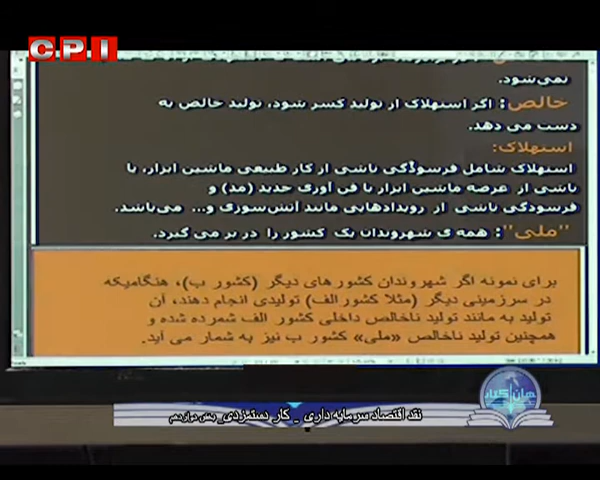 C.P.I
نمی‌شود.
خالص: اگر استهلاک از تولید کسر شود، تولید خالص به
دست می دهد.
استهلاک:
استهلاک شامل فرسودگی ناشی از کار طبیعی ماشین ابزار، یا
ناشی از عرضه ماشین ابزار با فن آوری جدید (مد) و
فرسودگی ناشی از رویدادهایی مانند آتش‌سوزی و... می‌باشد.
"ملی": همه ی شهروندان یک کشور را در بر می گیرد.
برای نمونه اگر شهروندان کشور های دیگر (کشور ب)، هنگامیکه
در سرزمینی دیگر (مثلا کشور الف) تولیدی انجام دهند، آن
تولید به مانند تولید ناخالص داخلی کشور الف شمرده شده و
همچنین تولید ناخالص «ملی» کشور ب نیز به شمار می آید.
نقد اقتصاد سرمایه داری _ کار دستمزدی_ بخش دوازدهم